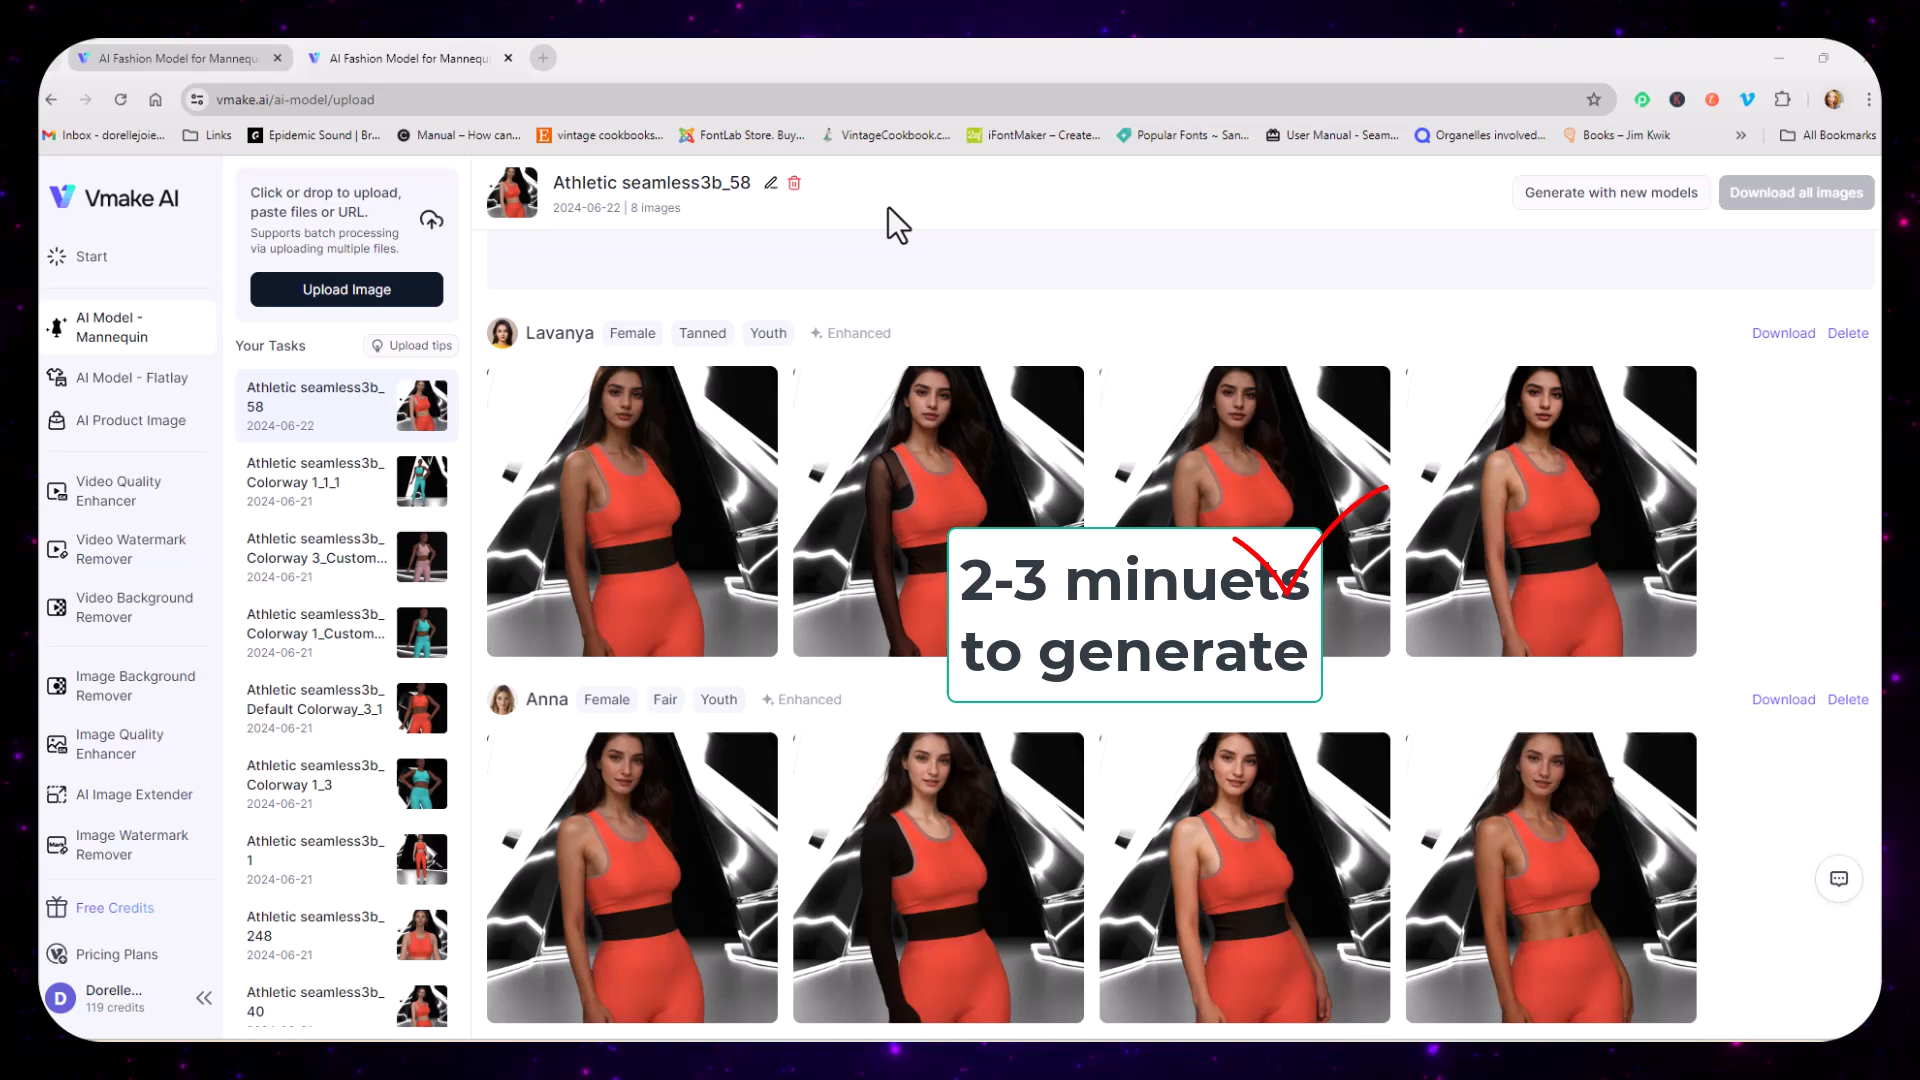 AI Fashion Model for Mannequ
AI Fashion Model for Mannequi
vmake.ai/ai-model/upload
Inbox - dorellejoie...
Links
Epidemic Sound | Br...
Manual – How can...
vintage cookbooks...
FontLab Store. Buy...
VintageCookbook.c...
iFontMaker – Create...
Popular Fonts ~ San...
User Manual - Seam...
Organelles involved...
Books – Jim Kwik
All Bookmarks
Vmake AI
Start
AI Model -
Mannequin
AI Model - Flatlay
AI Product Image
Video Quality
Enhancer
Video Watermark
Remover
Video Background
Remover
Image Background
Remover
Image Quality
Enhancer
AI Image Extender
Image Watermark
Remover
Free Credits
Pricing Plans
D
Dorelle...
119 credits
Click or drop to upload,
paste files or URL.
Supports batch processing
via uploading multiple files.
Upload Image
Your Tasks
Upload tips
Athletic seamless3b_
58
2024-06-22
Athletic seamless3b_
Colorway 1_1_1
2024-06-21
Athletic seamless3b_
Colorway 3_Custom...
2024-06-21
Athletic seamless3b_
Colorway 1_Custom...
2024-06-21
Athletic seamless3b_
Default Colorway_3_1
2024-06-21
Athletic seamless3b_
Colorway 1_3
2024-06-21
Athletic seamless3b_
1
2024-06-21
Athletic seamless3b_
248
2024-06-21
Athletic seamless3b_
40
Athletic seamless3b_58
2024-06-22 | 8 images
Generate with new models
Download all images
Lavanya
Female
Tanned
Youth
Enhanced
Download
Delete
2-3 minuets
to generate
Anna
Female
Fair
Youth
Enhanced
Download
Delete